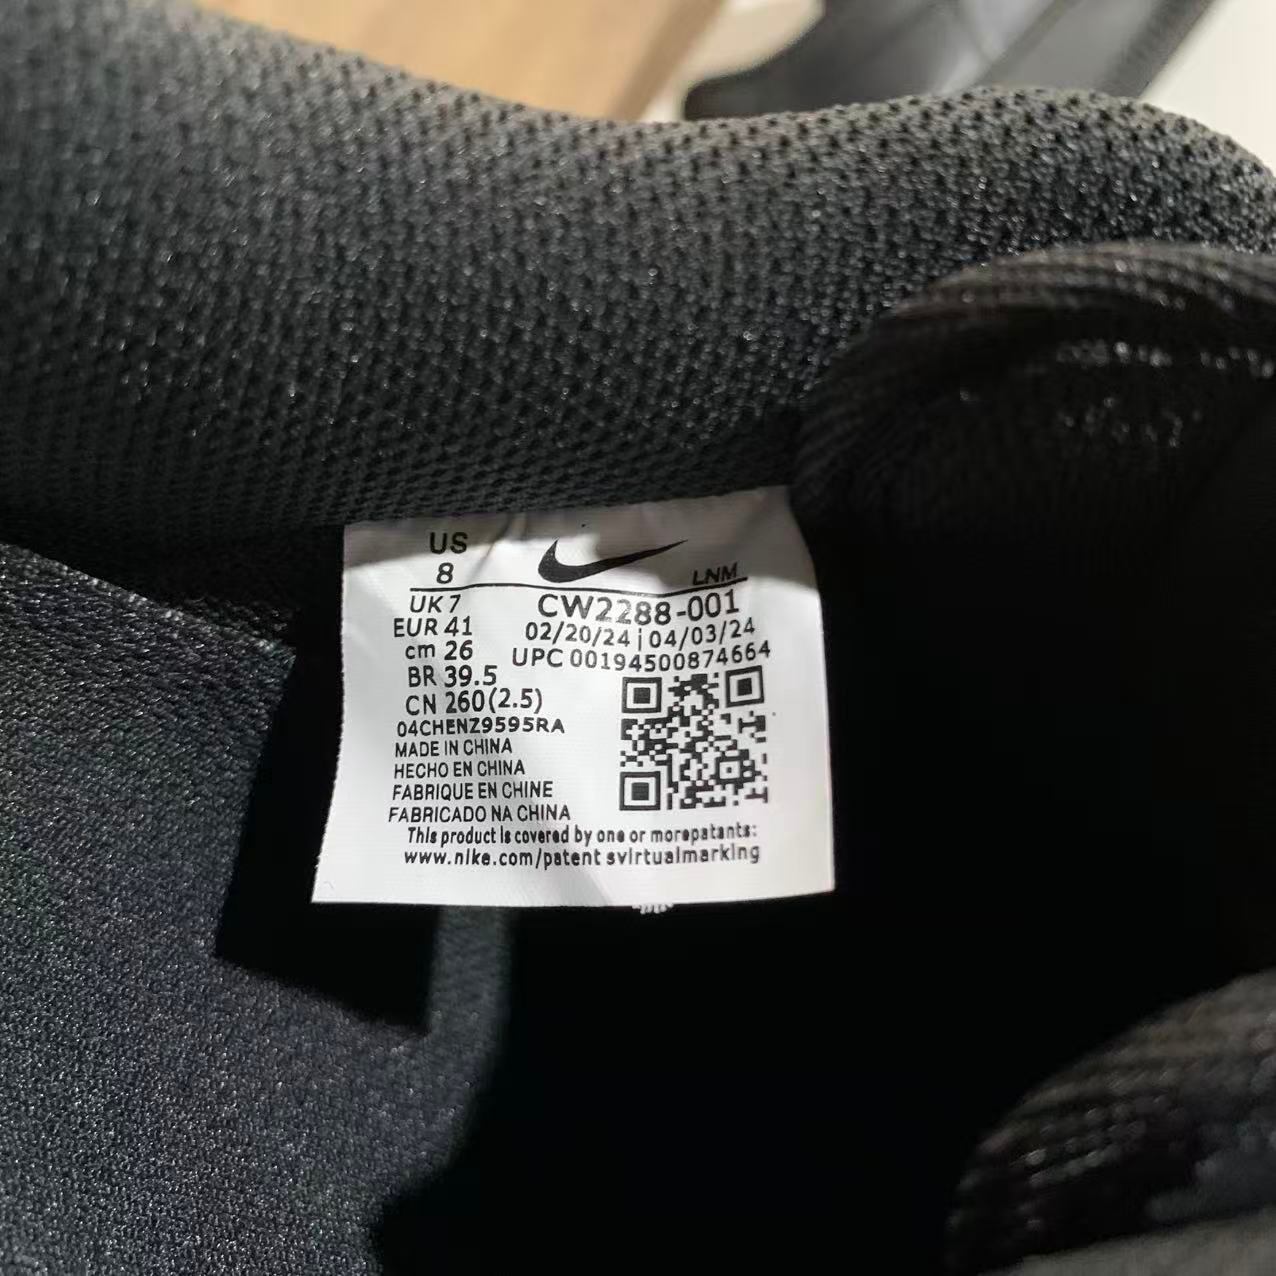 US
8
LNM
UK 7
CW2288-001
EUR 41
02/20/24 | 04/03/24
cm 26
UPC 00194500874664
BR 39.5
CN 260(2.5)
04CHENZ9595RA
MADE IN CHINA
HECHO EN CHINA
FABRIQUE EN CHINE
FABRICADO NA CHINA
This product is covered by one or morepatants:
www.nike.com/patent svirtualmarking